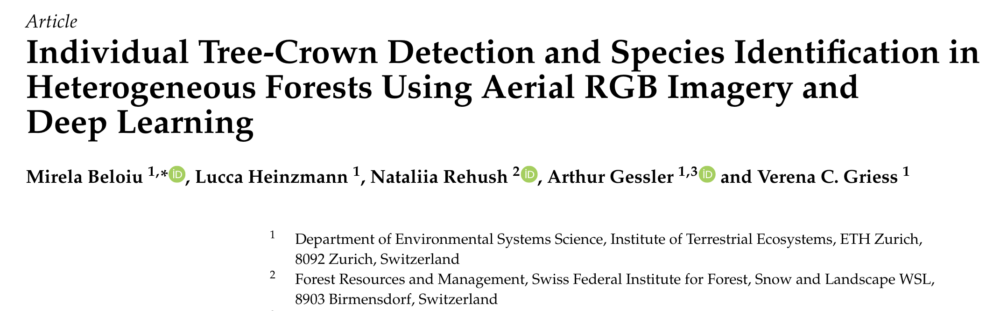 Article
Individual Tree-Crown Detection and Species Identification in
Heterogeneous Forests Using Aerial RGB Imagery and
Deep Learning
Mirela Beloiu 1,* iD, Lucca Heinzmann 1, Nataliia Rehush 2 iD, Arthur Gessler 1,3 iD and Verena C. Griess 1
1 Department of Environmental Systems Science, Institute of Terrestrial Ecosystems, ETH Zurich,
8092 Zurich, Switzerland
2 Forest Resources and Management, Swiss Federal Institute for Forest, Snow and Landscape WSL,
8903 Birmensdorf, Switzerland